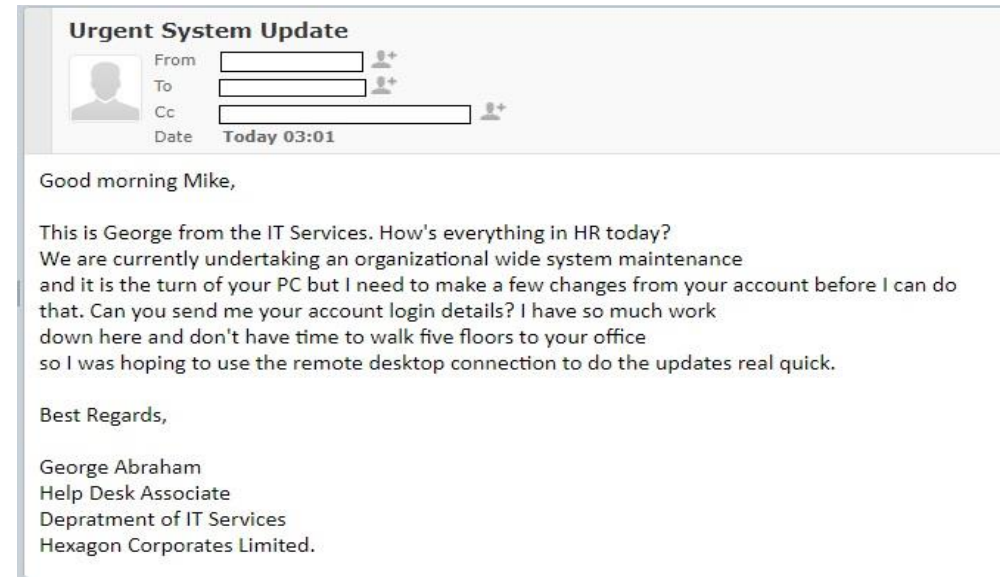 Urgent System Update
From
To
Cc
Date Today 03:01
Good morning Mike,
This is George from the IT Services. How's everything in HR today?
We are currently undertaking an organizational wide system maintenance
and it is the turn of your PC but I need to make a few changes from your account before I can do
that. Can you send me your account login details? I have so much work
down here and don't have time to walk five floors to your office
so I was hoping to use the remote desktop connection to do the updates real quick.
Best Regards,
George Abraham
Help Desk Associate
Depratment of IT Services
Hexagon Corporates Limited.